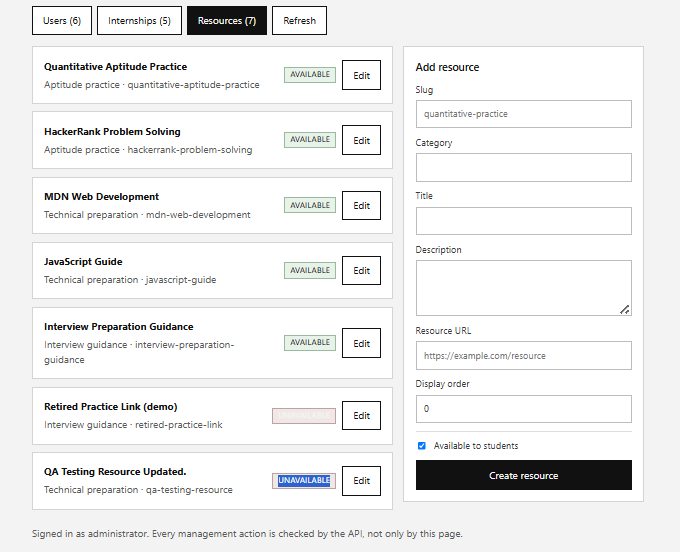 Users (6)
Internships (5)
Resources (7)
Refresh
Quantitative Aptitude Practice
Aptitude practice · quantitative-aptitude-practice
AVAILABLE
Edit
HackerRank Problem Solving
Aptitude practice · hackerrank-problem-solving
AVAILABLE
Edit
MDN Web Development
Technical preparation · mdn-web-development
AVAILABLE
Edit
JavaScript Guide
Technical preparation · javascript-guide
AVAILABLE
Edit
Interview Preparation Guidance
Interview guidance · interview-preparation-
guidance
AVAILABLE
Edit
Retired Practice Link (demo)
Interview guidance · retired-practice-link
Edit
QA Testing Resource Updated.
Technical preparation · qa-testing-resource
UNAVAILABLE
Edit
Add resource
Slug
quantitative-practice
Category
Title
Description
Resource URL
https://example.com/resource
Display order
0
Available to students
Create resource
Signed in as administrator. Every management action is checked by the API, not only by this page.